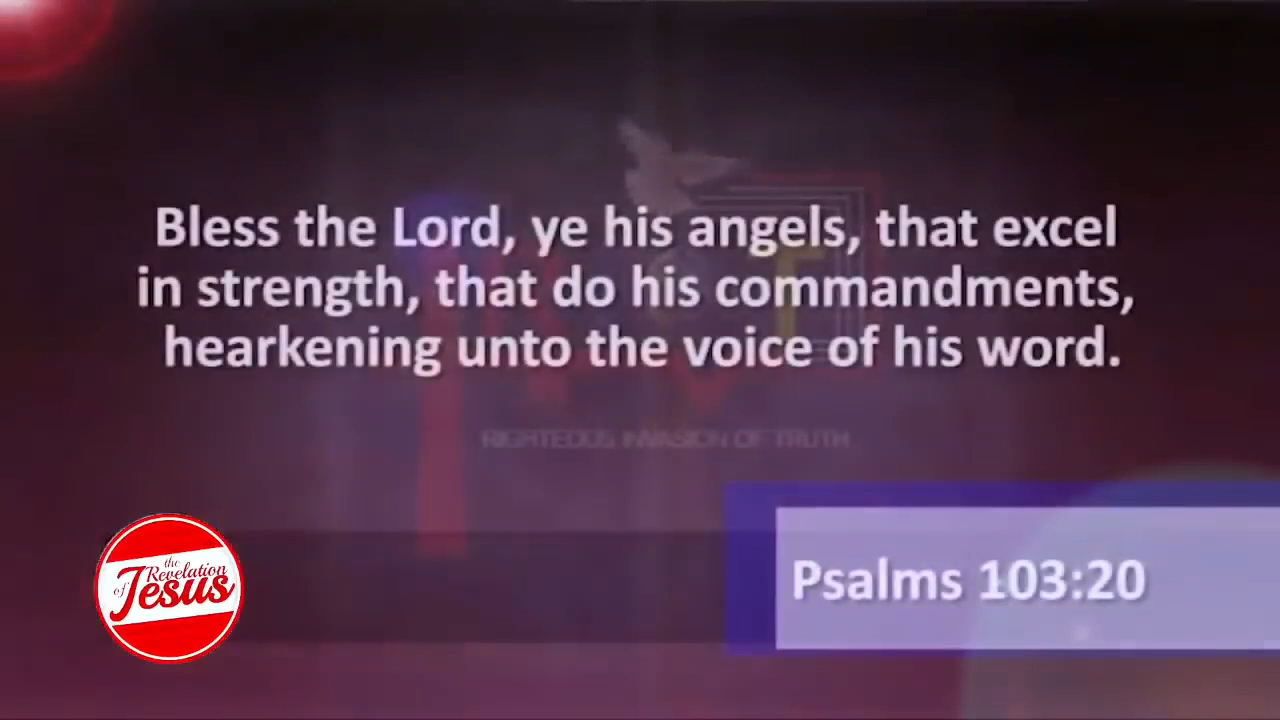 Bless the Lord, ye his angels, that excel
in strength, that do his commandments,
hearkening unto the voice of his word.
RIGHTEOUS INVASION OF TRUTH
Psalms 103:20
the
Revelation
of Jesus